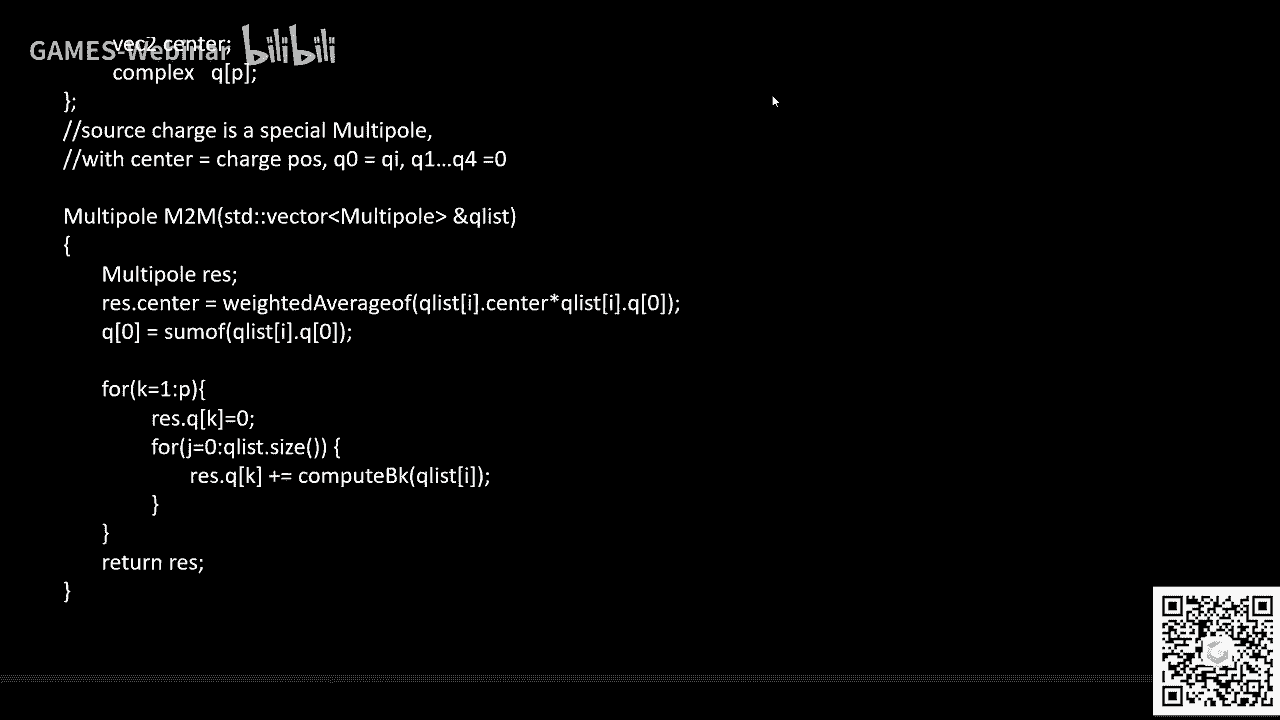 vec2 center;
GAMES-Webinar bilibili
complex q[p];
};
//source charge is a special Multipole,
//with center = charge pos, q0 = qi, q1...q4 =0
Multipole M2M(std::vector<Multipole> &qlist)
{
Multipole res;
res.center = weightedAverageof(qlist[i].center*qlist[i].q[0]);
q[0] = sumof(qlist[i].q[0]);
for(k=1:p){
res.q[k]=0;
for(j=0:qlist.size()) {
res.q[k] += computeBk(qlist[i]);
}
}
return res;
}